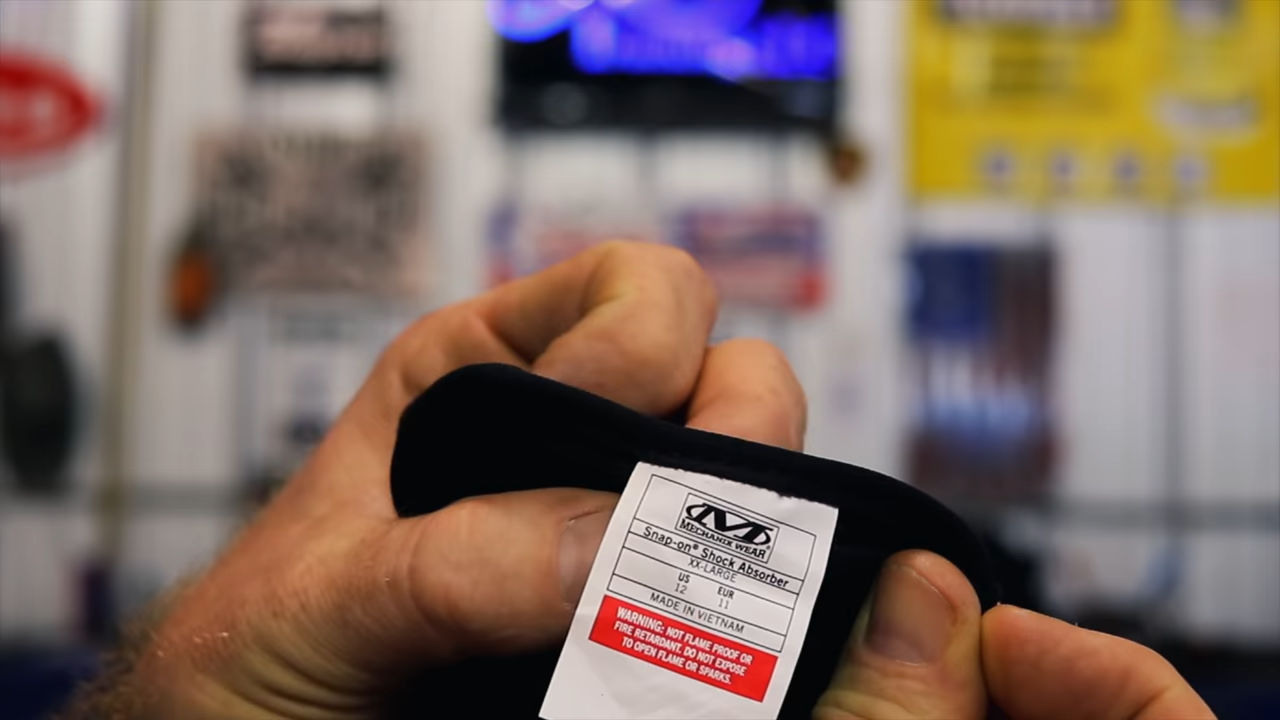 MECHANIX WEAR
Snap-on® Shock Absorber
XX-LARGE
US EUR
12 11
MADE IN VIETNAM
WARNING: NOT FLAME PROOF OR
FIRE RETARDANT. DO NOT EXPOSE
TO OPEN FLAME OR SPARKS.